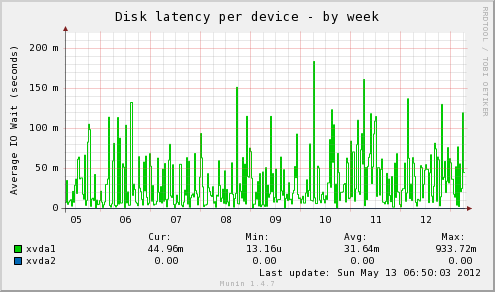 Disk latency per device - by week
RRDTOOL / TOBI OETIKER
Average IO Wait (seconds)
200 m
150 m
100 m
50 m
0
05 06 07 08 09 10 11 12
Cur: Min: Avg: Max:
xvda1 44.96m 13.16u 31.64m 933.72m
xvda2 0.00 0.00 0.00 0.00
Last update: Sun May 13 06:50:03 2012
Munin 1.4.7